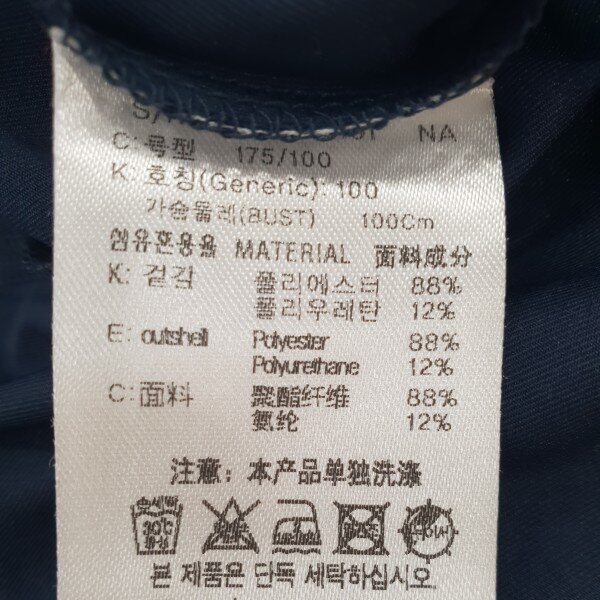 NA
C: 号型 175/100
K: 호칭(Generic): 100
가슴둘레(BUST) 100Cm
섬유혼용율 MATERIAL 面料成分
K: 겉감 폴리에스터 88%
폴리우레탄 12%
E: outshell Polyester 88%
Polyurethane 12%
C: 面料 聚酯纤维 88%
氨纶 12%
注意: 本产品单独洗涤
본 제품은 단독 세탁하십시오